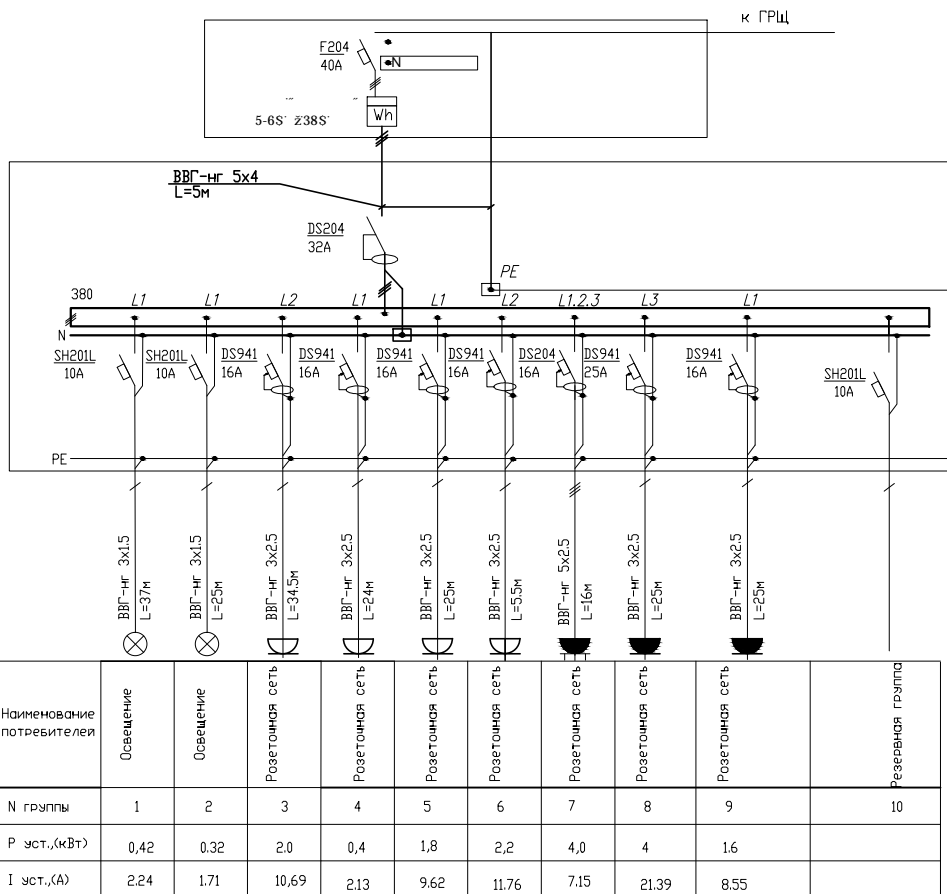 к ГРЩ
F204
40A
N
Wh
ВВГ-нг 5х4
L=5м
DS204
32A
PE
380
L1
L1
L2
L1
L1
L2
L1.2.3
L3
L1
N
SH201L
10A
SH201L
10A
DS941
16A
DS941
16A
DS941
16A
DS941
16A
DS204
16A
DS941
25A
DS941
16A
SH201L
10A
PE
ВВГ-нг 3х1.5
L=37м
ВВГ-нг 3х1.5
L=25м
ВВГ-нг 3х2.5
L=34.5м
ВВГ-нг 3х2.5
L=24м
ВВГ-нг 3х2.5
L=25м
ВВГ-нг 3х2.5
L=5.5м
ВВГ-нг 5х2.5
L=16м
ВВГ-нг 3х2.5
L=25м
ВВГ-нг 3х2.5
L=25м
Наименование
потребителей
Освещение
Освещение
Розеточная сеть
Розеточная сеть
Розеточная сеть
Розеточная сеть
Розеточная сеть
Розеточная сеть
Розеточная сеть
Резервная группа
N группы 1 2 3 4 5 6 7 8 9 10
Р уст.,(кВт) 0,42 0.32 2.0 0,4 1,8 2,2 4,0 4 1.6
I уст.,(А) 2.24 1.71 10,69 2.13 9.62 11.76 7.15 21.39 8.55